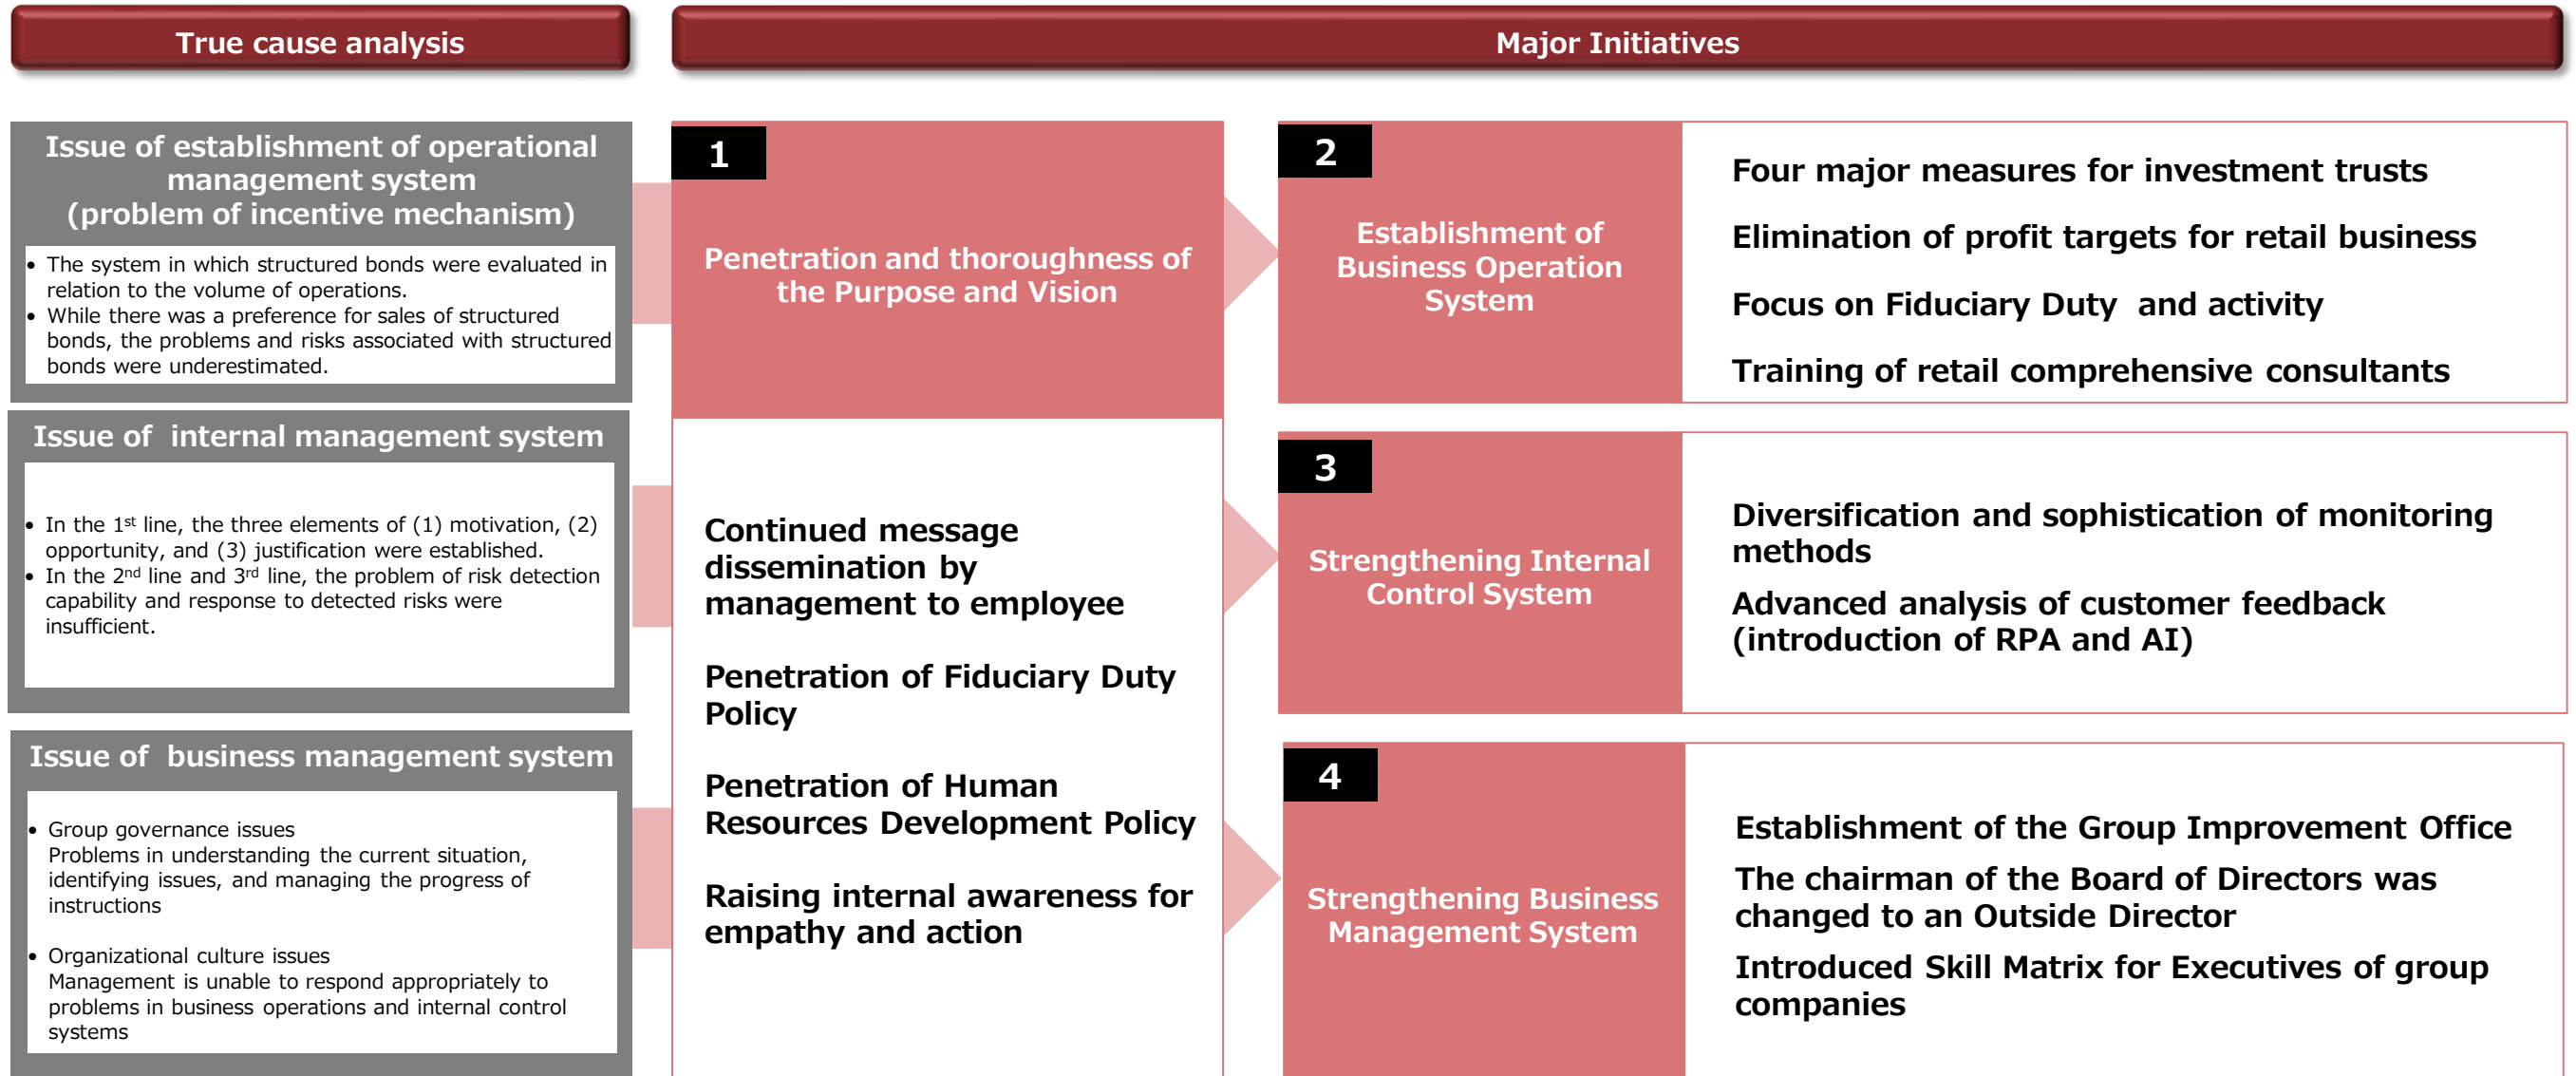 True cause analysis
Major Initiatives
Issue of establishment of operational
management system
(problem of incentive mechanism)
• The system in which structured bonds were evaluated in
relation to the volume of operations.
• While there was a preference for sales of structured
bonds, the problems and risks associated with structured
bonds were underestimated.
Issue of internal management system
• In the 1st line, the three elements of (1) motivation, (2)
opportunity, and (3) justification were established.
• In the 2nd line and 3rd line, the problem of risk detection
capability and response to detected risks were
insufficient.
Issue of business management system
• Group governance issues
Problems in understanding the current situation,
identifying issues, and managing the progress of
instructions
• Organizational culture issues
Management is unable to respond appropriately to
problems in business operations and internal control
systems
1
Penetration and thoroughness of
the Purpose and Vision
Continued message
dissemination by
management to employee
Penetration of Fiduciary Duty
Policy
Penetration of Human
Resources Development Policy
Raising internal awareness for
empathy and action
2
Establishment of
Business Operation
System
Four major measures for investment trusts
Elimination of profit targets for retail business
Focus on Fiduciary Duty and activity
Training of retail comprehensive consultants
3
Strengthening Internal
Control System
Diversification and sophistication of monitoring
methods
Advanced analysis of customer feedback
(introduction of RPA and AI)
4
Strengthening Business
Management System
Establishment of the Group Improvement Office
The chairman of the Board of Directors was
changed to an Outside Director
Introduced Skill Matrix for Executives of group
companies